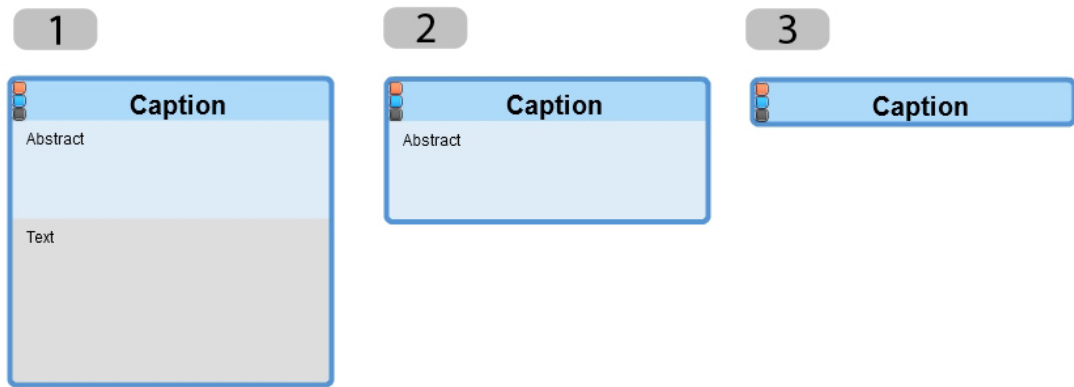 1
2
3
Caption
Abstract
Text
Caption
Abstract
Caption